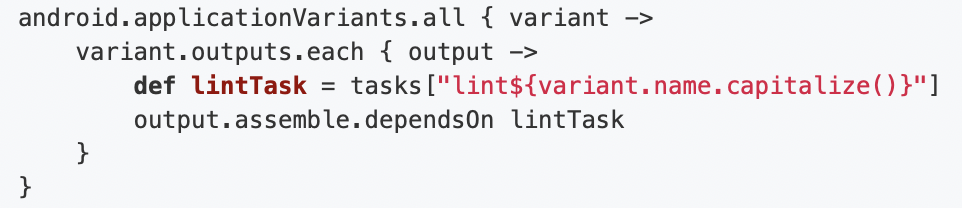 android.applicationVariants.all { variant ->
    variant.outputs.each { output ->
        def lintTask = tasks["lint${variant.name.capitalize()}"]
        output.assemble.dependsOn lintTask
    }
}